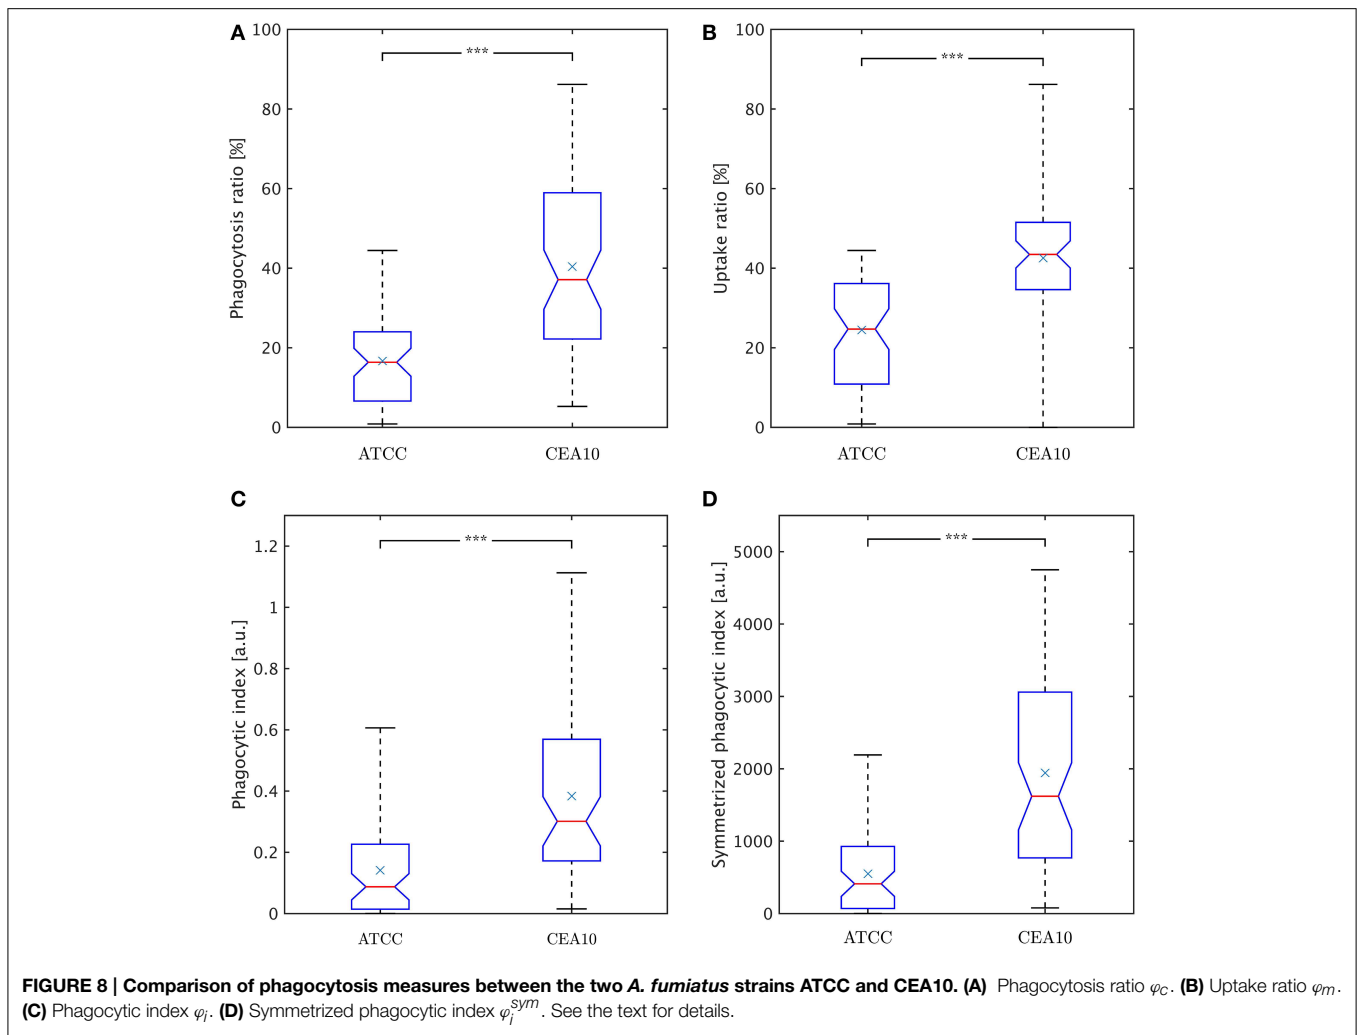 A
100
80
60
40
20
0
Phagocytosis ratio [%]
***
ATCC
CEA10
B
100
80
60
40
20
0
Uptake ratio [%]
***
ATCC
CEA10
C
1.2
1
0.8
0.6
0.4
0.2
0
Phagocytic index [a.u.]
***
ATCC
CEA10
D
5000
4000
3000
2000
1000
0
Symmetrized phagocytic index [a.u.]
***
ATCC
CEA10
FIGURE 8 | Comparison of phagocytosis measures between the two A. fumiatus strains ATCC and CEA10. (A) Phagocytosis ratio φc. (B) Uptake ratio φm.
(C) Phagocytic index φi. (D) Symmetrized phagocytic index φi^sym. See the text for details.